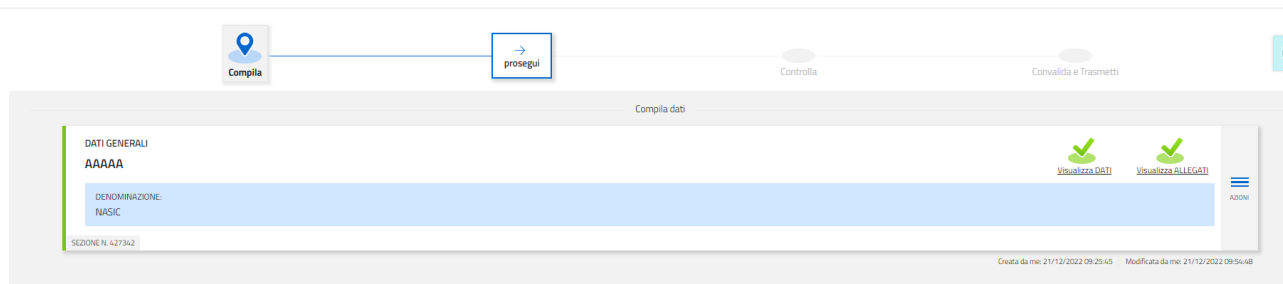 Compila
prosegui
Controlla
Convalida e Trasmetti
Compila dati
DATI GENERALI
AAAAA
Visualizza DATI
Visualizza ALLEGATI
AZIONI
DENOMINAZIONE:
NASIC
SEZIONE N. 427342
Creata da me: 21/12/2022 09:25:45 Modificata da me: 21/12/2022 09:54:48